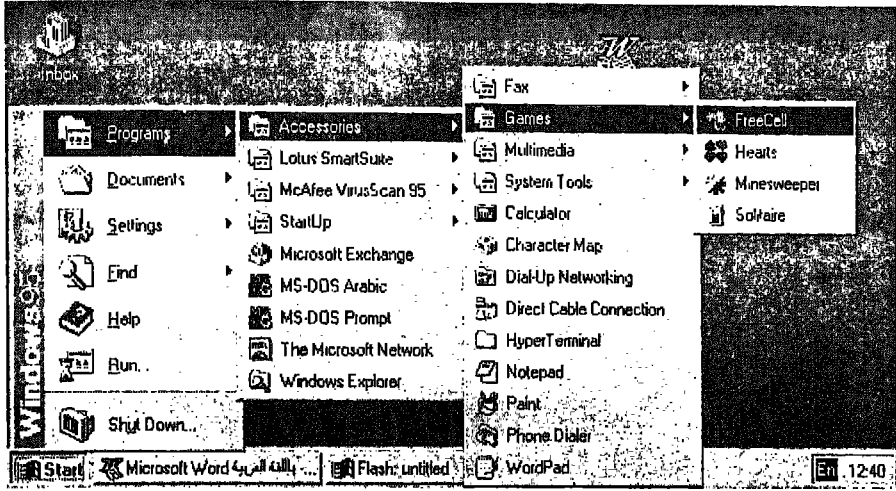 Inbox
Programs
Documents
Settings
Find
Help
Run...
Shut Down...
Windows95
Accessories
Lotus SmartSuite
McAfee VirusScan 95
StartUp
Microsoft Exchange
MS-DOS Arabic
MS-DOS Prompt
The Microsoft Network
Windows Explorer
Fax
Games
Multimedia
System Tools
Calculator
Character Map
Dial-Up Networking
Direct Cable Connection
HyperTerminal
Notepad
Paint
Phone Dialer
WordPad
FreeCell
Hearts
Minesweeper
Solitaire
Start
Microsoft Word باللغة العربية ...
Flash: untitled
En 12:40